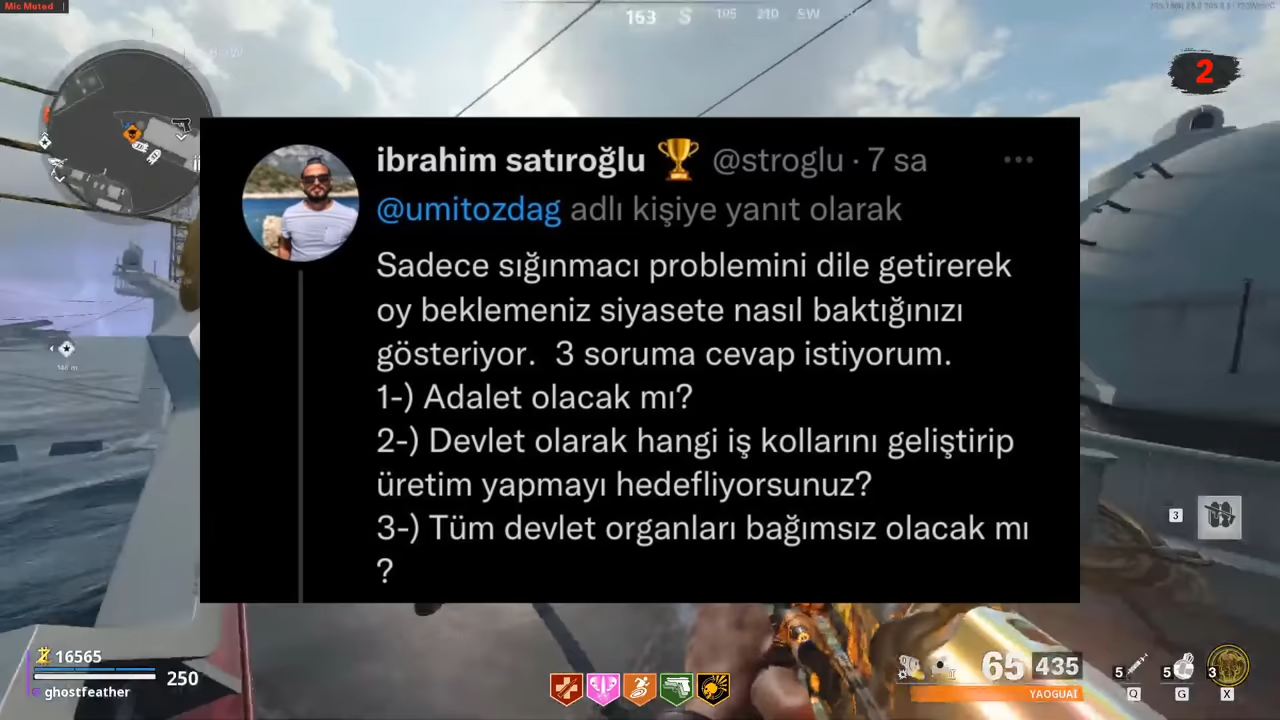 Mic Muted
163 S 195 210 SW
2
ibrahim satıroğlu 🏆 @stroglu · 7 sa
@umitozdag adlı kişiye yanıt olarak
Sadece sığınmacı problemini dile getirerek
oy beklemeniz siyasete nasıl baktığınızı
gösteriyor. 3 soruma cevap istiyorum.
1-) Adalet olacak mı?
2-) Devlet olarak hangi iş kollarını geliştirip
üretim yapmayı hedefliyorsunuz?
3-) Tüm devlet organları bağımsız olacak mı
?
3
16565
250
ghostfeather
65 435
YAOGUAI
5 5 3
Q G X